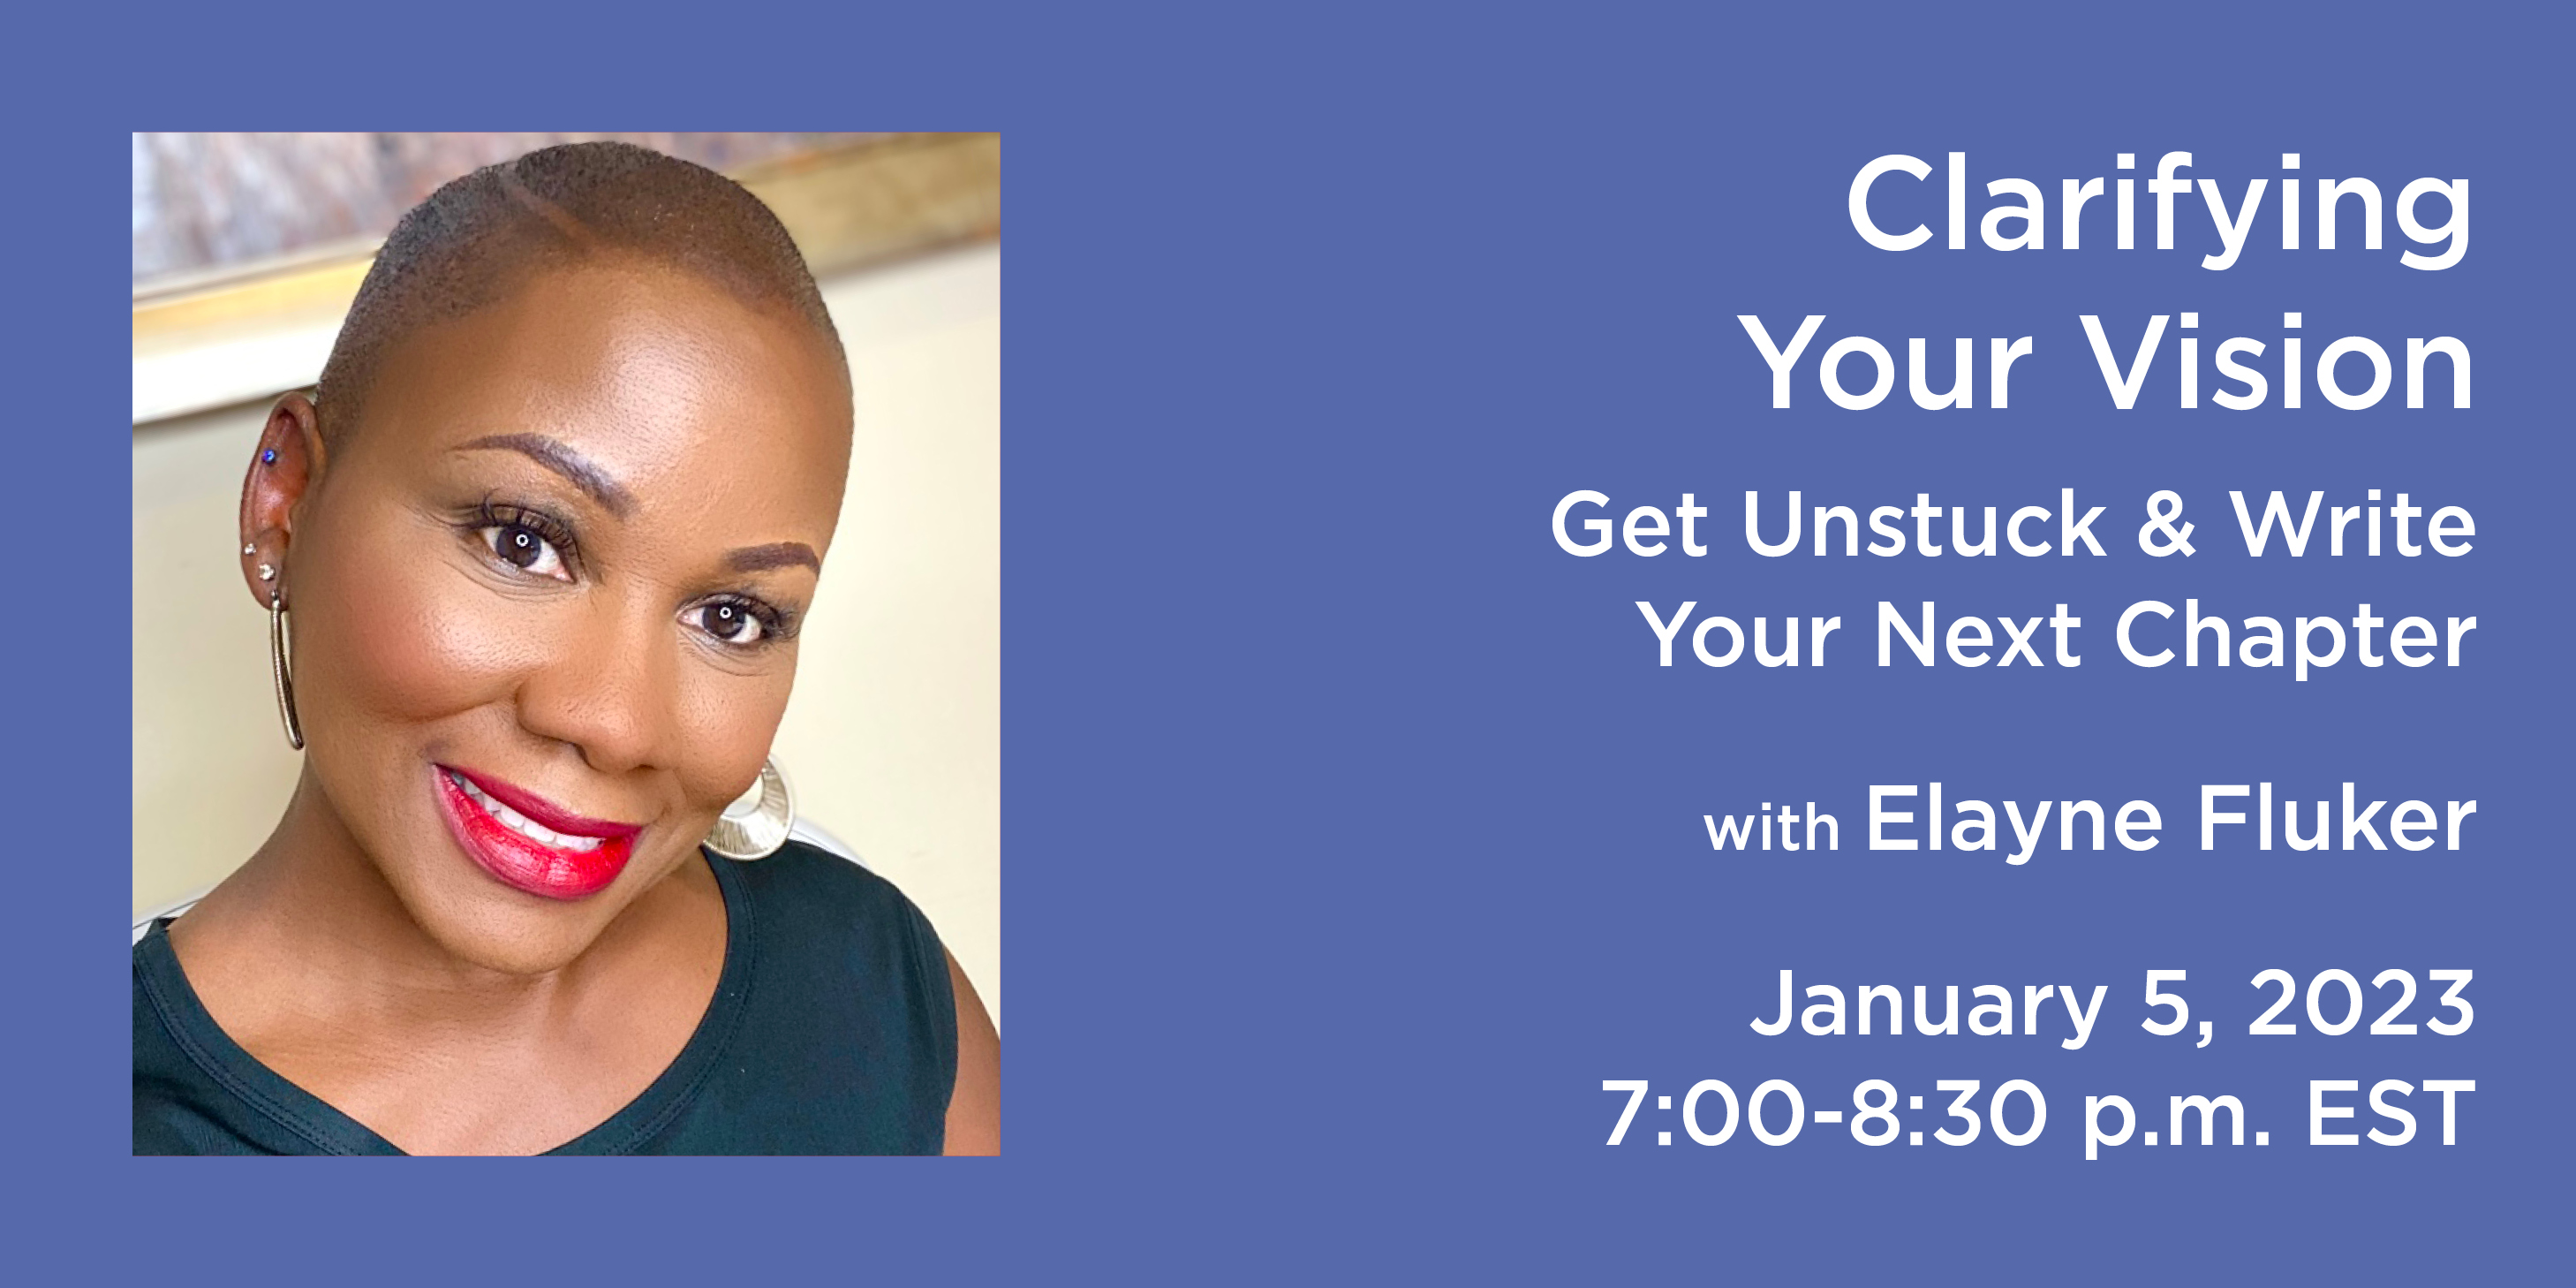 Clarifying
Your Vision
Get Unstuck & Write
Your Next Chapter
with Elayne Fluker
January 5, 2023
7:00-8:30 p.m. EST